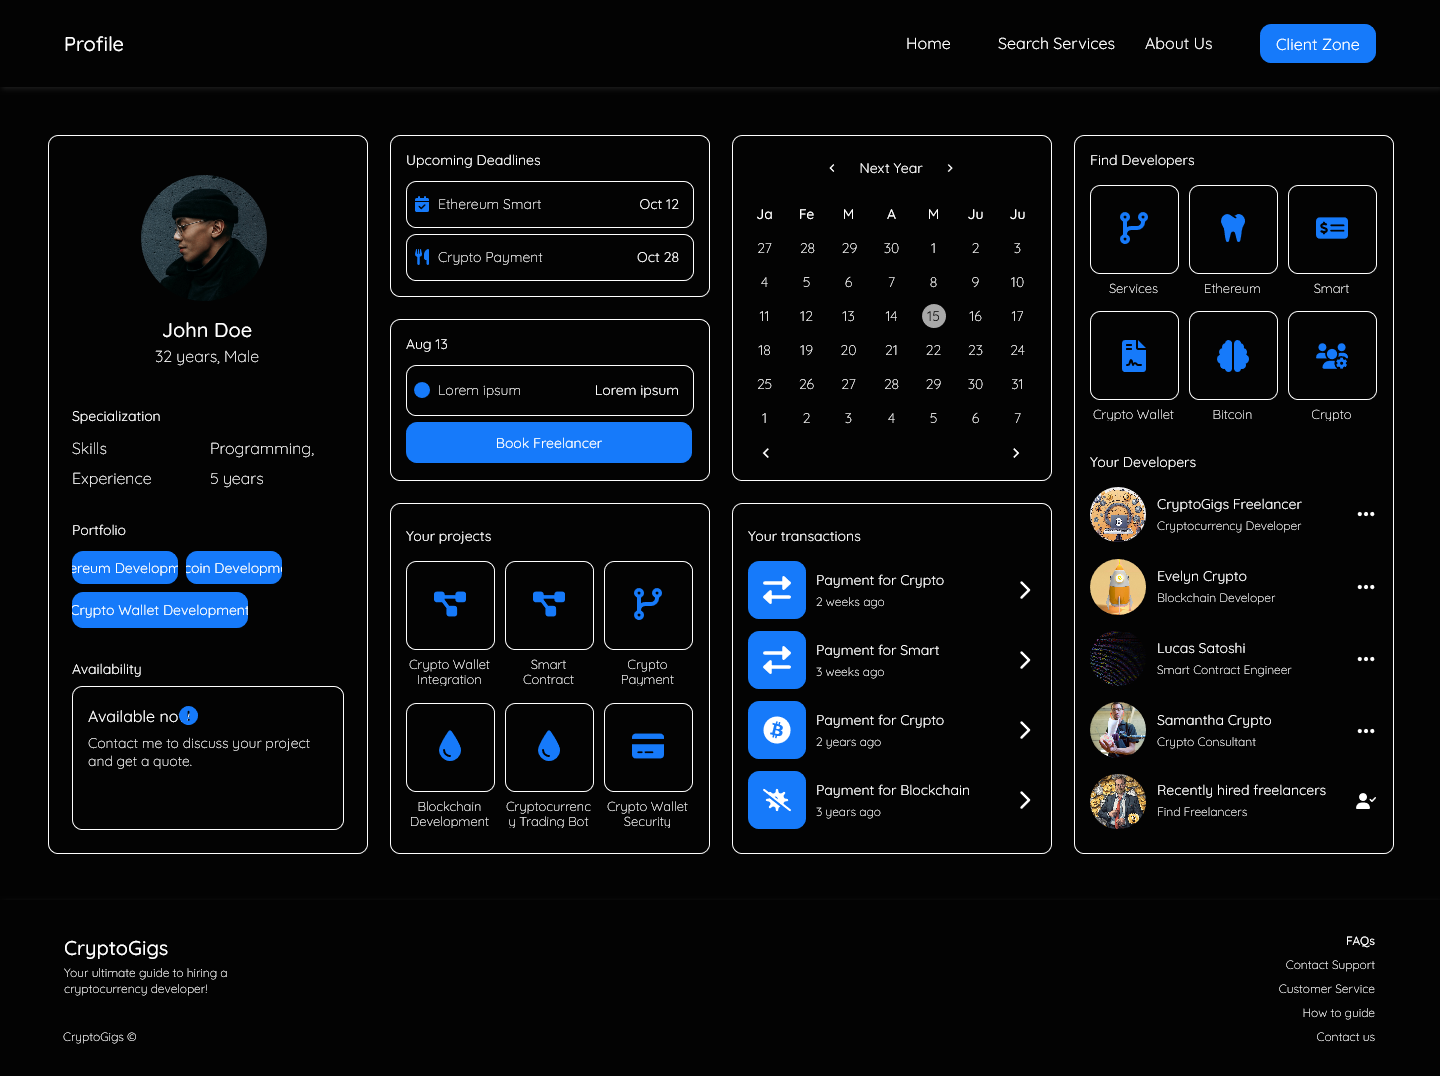 Profile
Home
Search Services
About Us
Client Zone
John Doe
32 years, Male
Specialization
Skills
Programming,
Experience
5 years
Portfolio
ereum Developm
coin Developme
Crypto Wallet Development
Availability
Available no
Contact me to discuss your project
and get a quote.
Upcoming Deadlines
Ethereum Smart
Oct 12
Crypto Payment
Oct 28
Aug 13
Lorem ipsum
Lorem ipsum
Book Freelancer
Your projects
Crypto Wallet
Integration
Smart
Contract
Crypto
Payment
Blockchain
Development
Cryptocurrenc
y Trading Bot
Crypto Wallet
Security
Next Year
Ja Fe M A M Ju Ju
27 28 29 30 1 2 3
4 5 6 7 8 9 10
11 12 13 14 15 16 17
18 19 20 21 22 23 24
25 26 27 28 29 30 31
1 2 3 4 5 6 7
Your transactions
Payment for Crypto
2 weeks ago
Payment for Smart
3 weeks ago
Payment for Crypto
2 years ago
Payment for Blockchain
3 years ago
Find Developers
Services
Ethereum
Smart
Crypto Wallet
Bitcoin
Crypto
Your Developers
CryptoGigs Freelancer
Cryptocurrency Developer
Evelyn Crypto
Blockchain Developer
Lucas Satoshi
Smart Contract Engineer
Samantha Crypto
Crypto Consultant
Recently hired freelancers
Find Freelancers
CryptoGigs
Your ultimate guide to hiring a
cryptocurrency developer!
CryptoGigs ©
FAQs
Contact Support
Customer Service
How to guide
Contact us